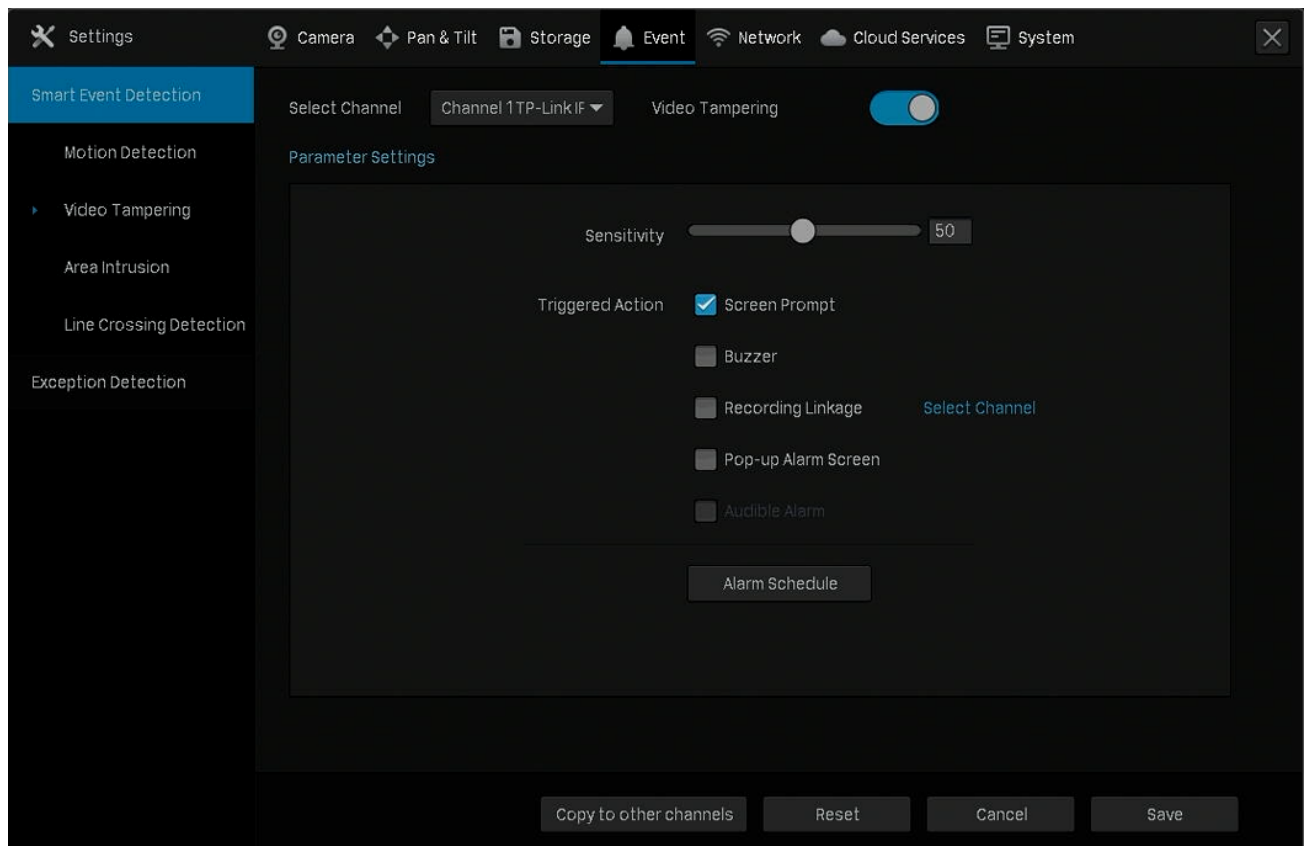 Settings Camera Pan & Tilt Storage Event Network Cloud Services System
Smart Event Detection
Select Channel Channel 1 TP-Link IF Video Tampering
Motion Detection
Parameter Settings
Video Tampering
Sensitivity 50
Area Intrusion
Triggered Action Screen Prompt
Line Crossing Detection
Buzzer
Exception Detection
Recording Linkage Select Channel
Pop-up Alarm Screen
Audible Alarm
Alarm Schedule
Copy to other channels Reset Cancel Save